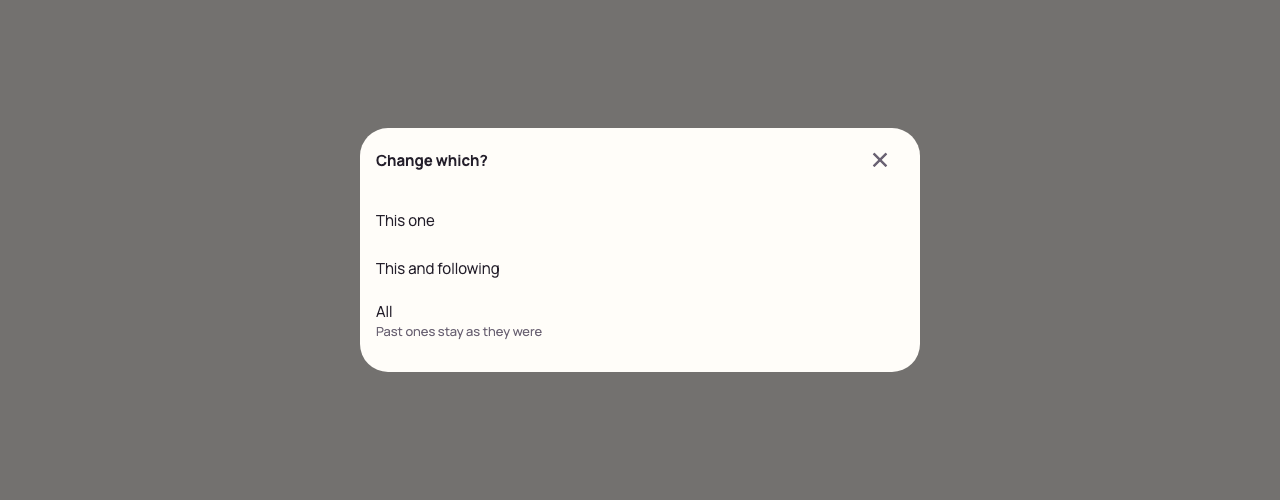 Change which?
This one
This and following
All
Past ones stay as they were